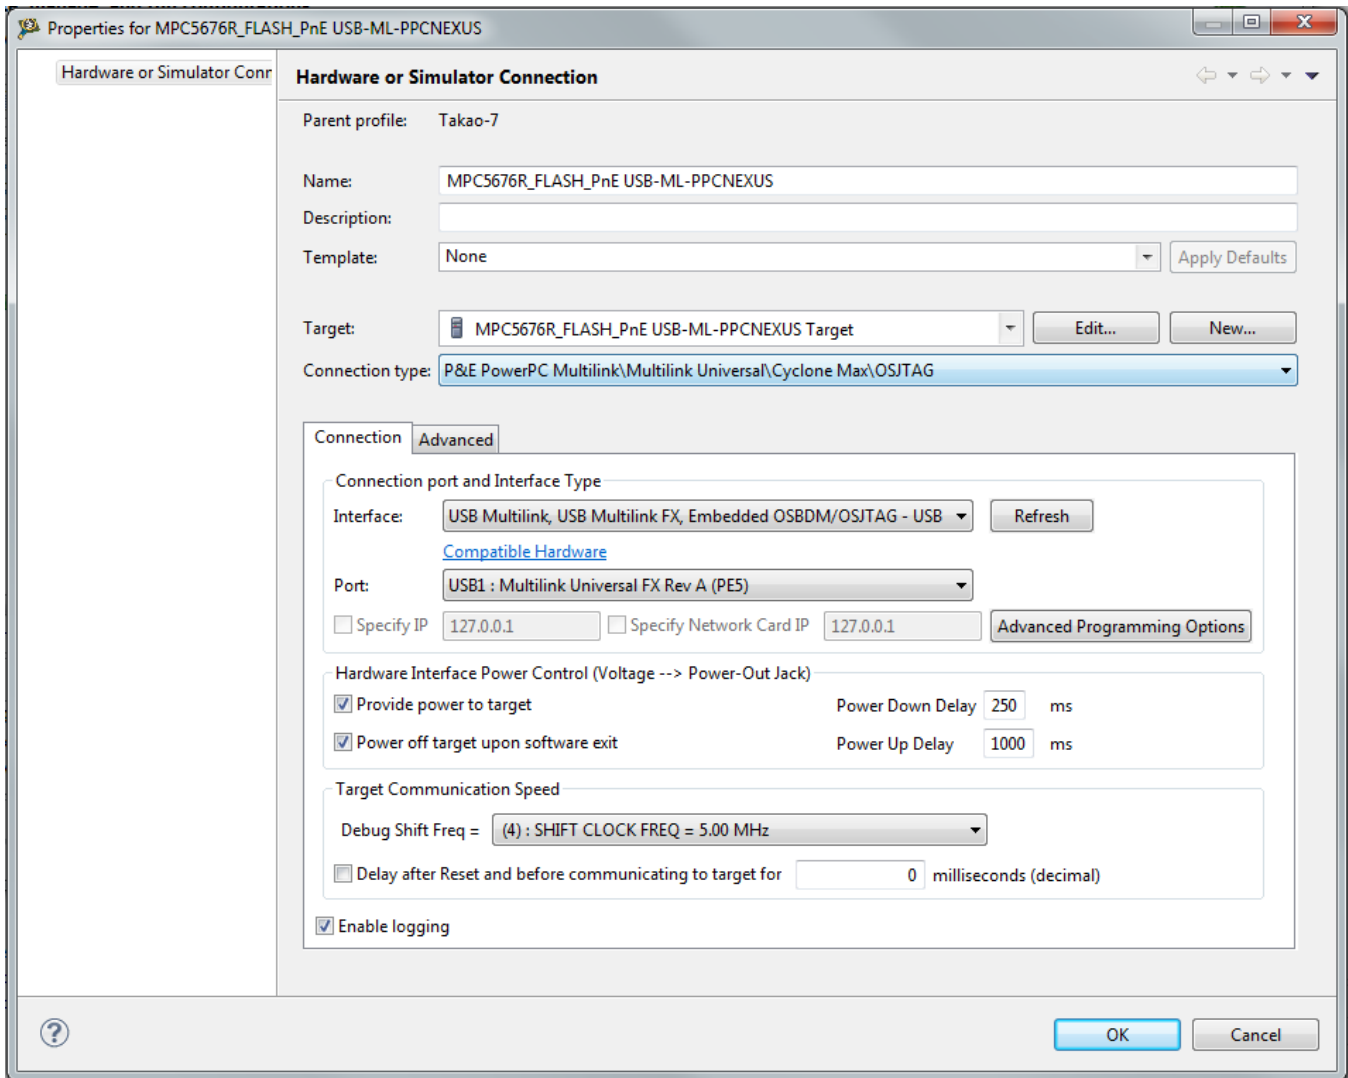 Properties for MPC5676R_FLASH_PnE USB-ML-PPCNEXUS
Hardware or Simulator Conn
Hardware or Simulator Connection
Parent profile: Takao-7
Name: MPC5676R_FLASH_PnE USB-ML-PPCNEXUS
Description:
Template: None Apply Defaults
Target: MPC5676R_FLASH_PnE USB-ML-PPCNEXUS Target Edit... New...
Connection type: P&E PowerPC Multilink\Multilink Universal\Cyclone Max\OSJTAG
Connection Advanced
Connection port and Interface Type
Interface: USB Multilink, USB Multilink FX, Embedded OSBDM/OSJTAG - USB Refresh
Compatible Hardware
Port: USB1 : Multilink Universal FX Rev A (PE5)
Specify IP 127.0.0.1 Specify Network Card IP 127.0.0.1 Advanced Programming Options
Hardware Interface Power Control (Voltage --> Power-Out Jack)
Provide power to target Power Down Delay 250 ms
Power off target upon software exit Power Up Delay 1000 ms
Target Communication Speed
Debug Shift Freq = (4) : SHIFT CLOCK FREQ = 5.00 MHz
Delay after Reset and before communicating to target for 0 milliseconds (decimal)
Enable logging
? OK Cancel